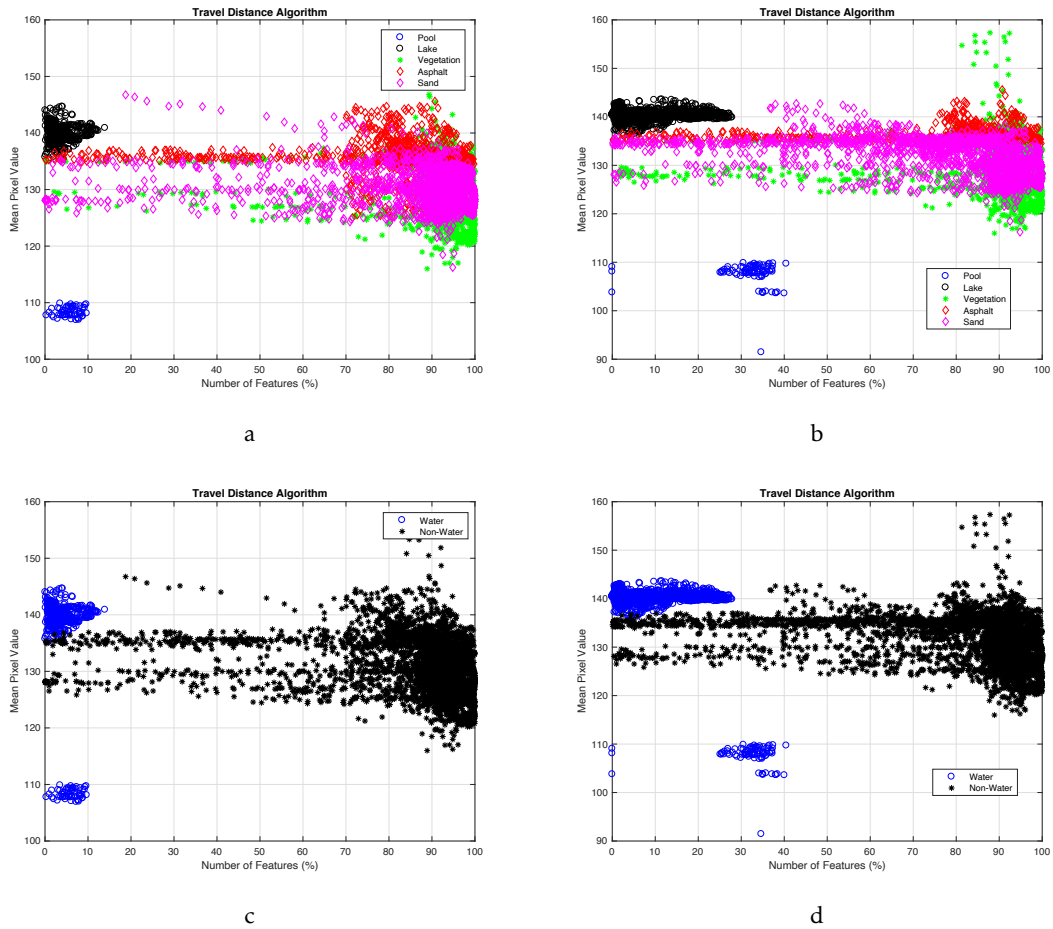 Travel Distance Algorithm
160
150
140
130
120
110
100
Mean Pixel Value
0 10 20 30 40 50 60 70 80 90 100
Number of Features (%)
Pool
Lake
Vegetation
Asphalt
Sand
a
Travel Distance Algorithm
160
150
140
130
120
110
100
90
Mean Pixel Value
0 10 20 30 40 50 60 70 80 90 100
Number of Features (%)
Pool
Lake
Vegetation
Asphalt
Sand
b
Travel Distance Algorithm
160
150
140
130
120
110
100
Mean Pixel Value
0 10 20 30 40 50 60 70 80 90 100
Number of Features (%)
Water
Non-Water
c
Travel Distance Algorithm
160
150
140
130
120
110
100
90
Mean Pixel Value
0 10 20 30 40 50 60 70 80 90 100
Number of Features (%)
Water
Non-Water
d